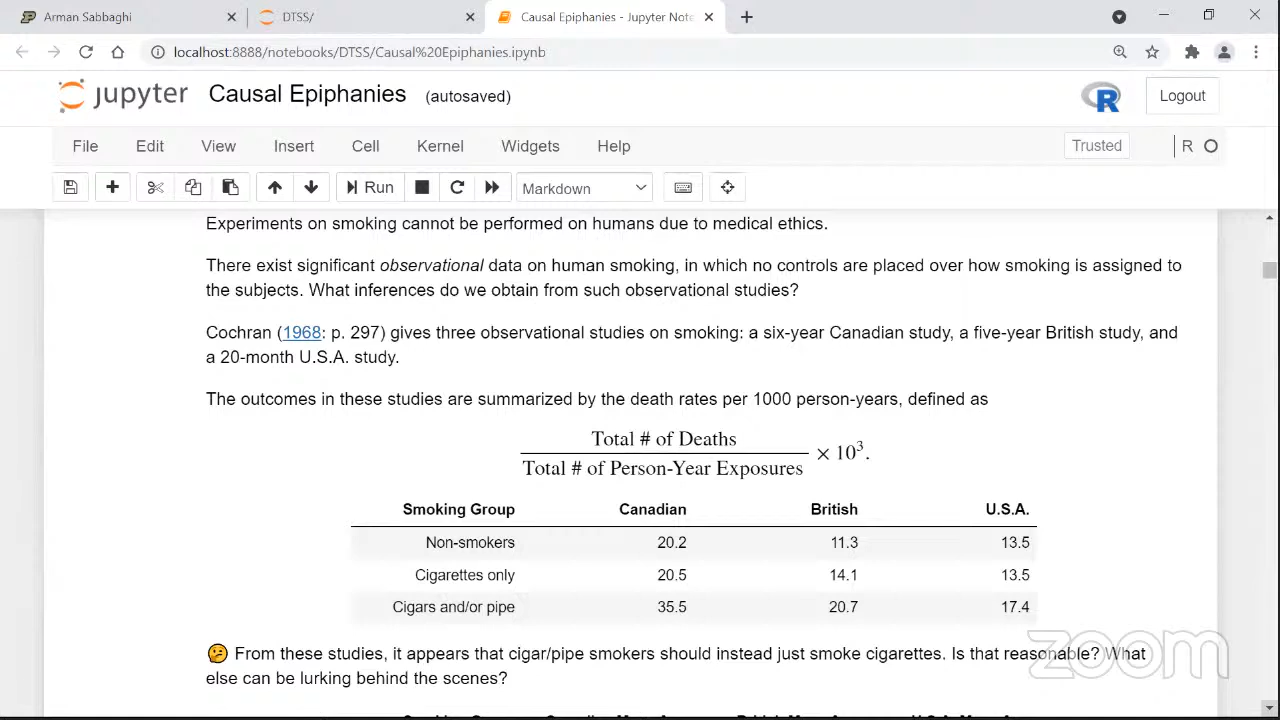 Arman Sabbaghi
DTSS/
Causal Epiphanies - Jupyter Note
localhost:8888/notebooks/DTSS/Causal%20Epiphanies.ipynb
jupyter Causal Epiphanies (autosaved)
R
Logout
File Edit View Insert Cell Kernel Widgets Help
Trusted
R
Run
Markdown
Experiments on smoking cannot be performed on humans due to medical ethics.
There exist significant observational data on human smoking, in which no controls are placed over how smoking is assigned to
the subjects. What inferences do we obtain from such observational studies?
Cochran (1968: p. 297) gives three observational studies on smoking: a six-year Canadian study, a five-year British study, and
a 20-month U.S.A. study.
The outcomes in these studies are summarized by the death rates per 1000 person-years, defined as
Total # of Deaths
Total # of Person-Year Exposures
× 10³.
Smoking Group Canadian British U.S.A.
Non-smokers 20.2 11.3 13.5
Cigarettes only 20.5 14.1 13.5
Cigars and/or pipe 35.5 20.7 17.4
🤔 From these studies, it appears that cigar/pipe smokers should instead just smoke cigarettes. Is that reasonable? What
else can be lurking behind the scenes?
zoom